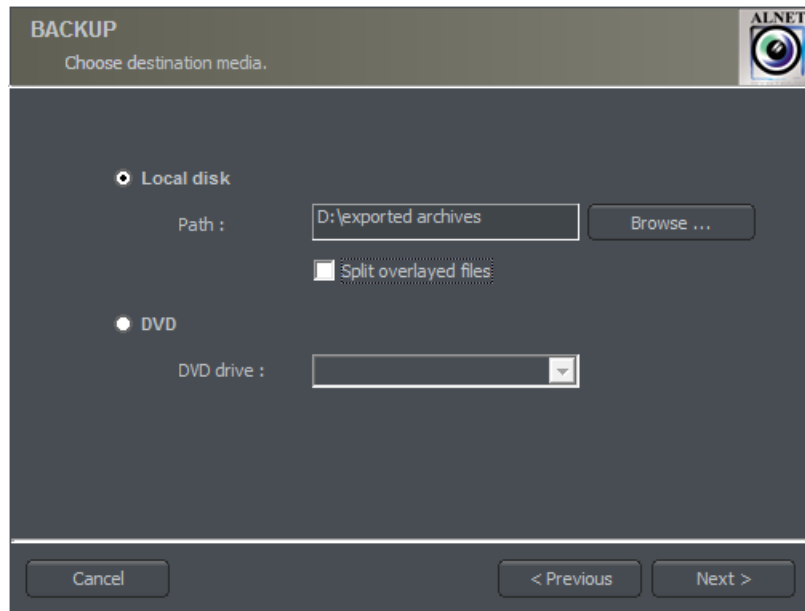 BACKUP
ALNET
Choose destination media.
Local disk
Path : D:\exported archives Browse ...
Split overlayed files
DVD
DVD drive :
Cancel < Previous Next >